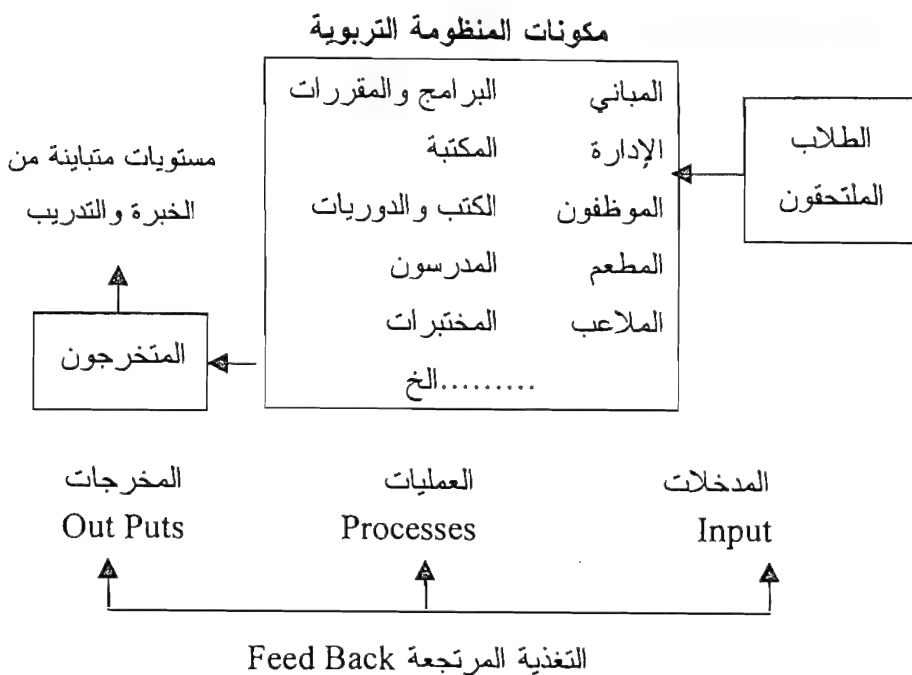 مكونات المنظومة التربوية
الطلاب
الملتحقون
المباني
الإدارة
الموظفون
المطعم
الملاعب
البرامج والمقررات
المكتبة
الكتب والدوريات
المدرسون
المختبرات
.........الخ
مستويات متباينة من
الخبرة والتدريب
المتخرجون
المدخلات
Input
العمليات
Processes
المخرجات
Out Puts
التغذية المرتجعة Feed Back